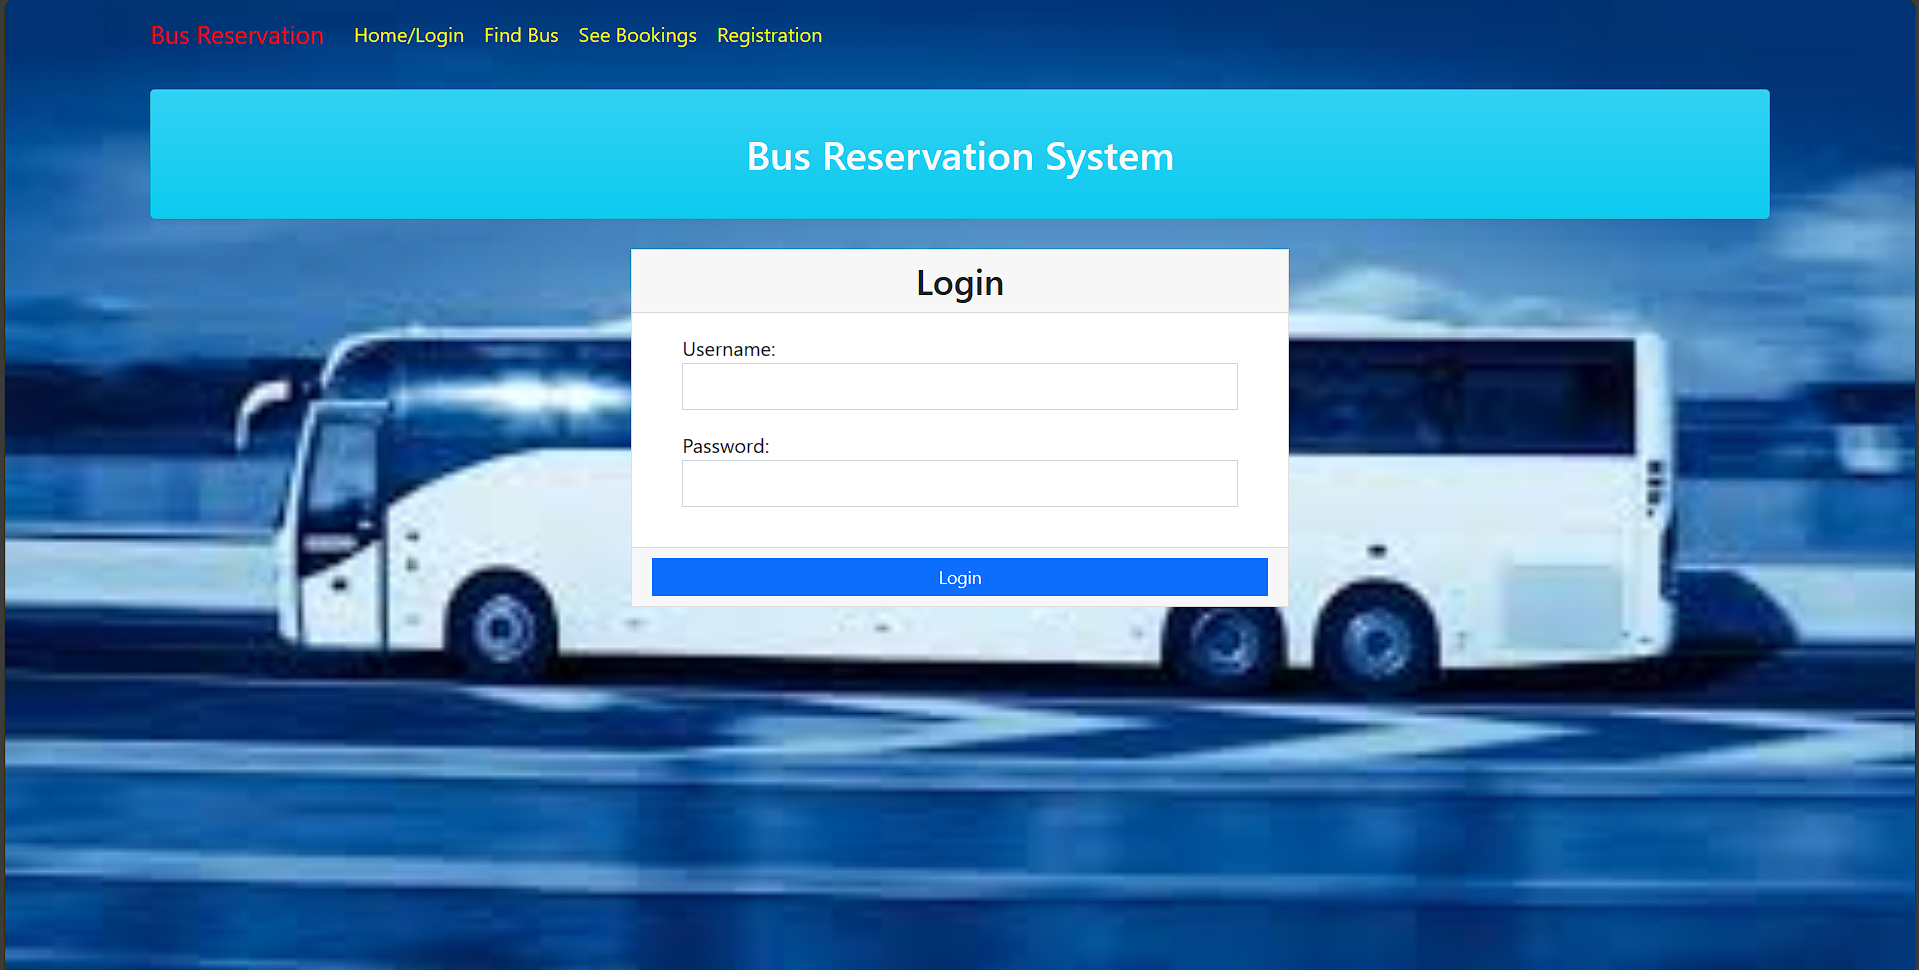 Bus Reservation Home/Login Find Bus See Bookings Registration
Bus Reservation System
Login
Username:
Password:
Login